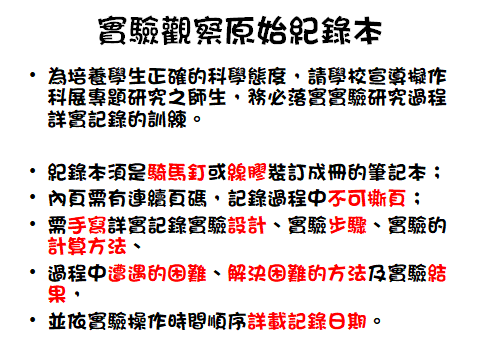 實驗觀察原始紀錄本
• 為培養學生正確的科學態度，請學校宣導擬作
科展專題研究之師生，務必落實實驗研究過程
詳實記錄的訓練。
• 紀錄本須是騎馬釘或線膠裝訂成冊的筆記本；
• 內頁需有連續頁碼，記錄過程中不可撕頁；
• 需手寫詳實記錄實驗設計、實驗步驟、實驗的
計算方法、
• 過程中遭遇的困難、解決困難的方法及實驗結
果，
• 並依實驗操作時間順序詳載記錄日期。